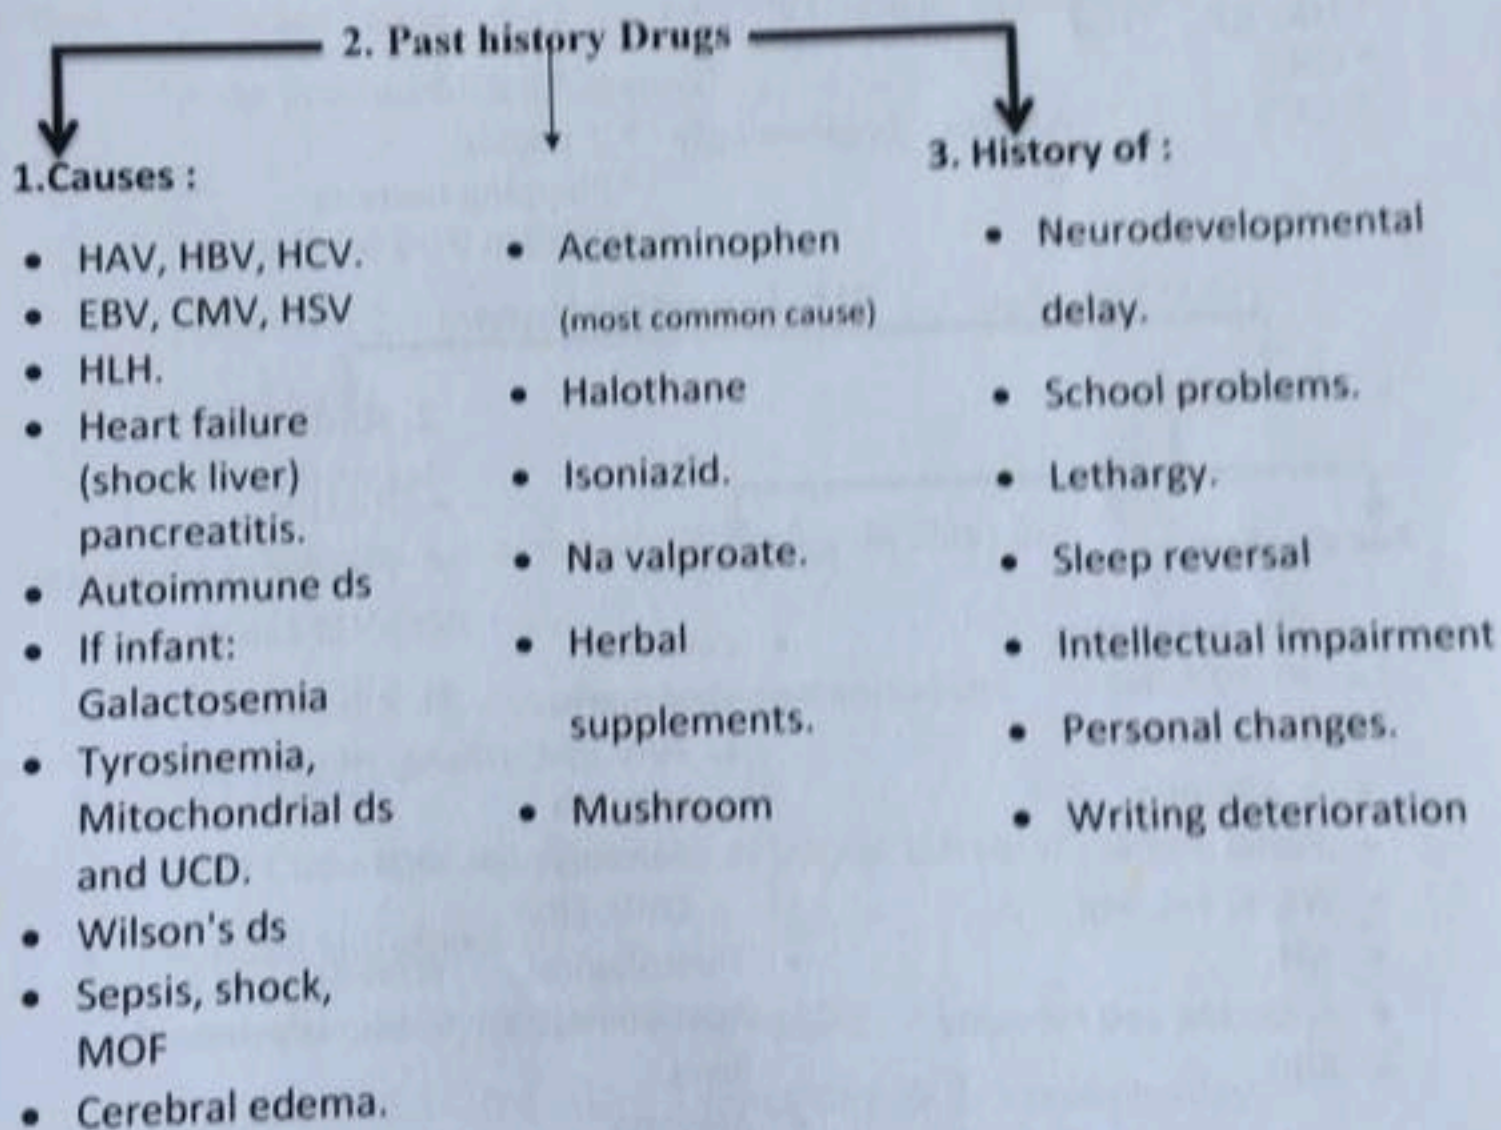 2. Past history Drugs
1.Causes :
• HAV, HBV, HCV.
• EBV, CMV, HSV
• HLH.
• Heart failure
(shock liver)
pancreatitis.
• Autoimmune ds
• If infant:
Galactosemia
• Tyrosinemia,
Mitochondrial ds
and UCD.
• Wilson's ds
• Sepsis, shock,
MOF
• Cerebral edema.
• Acetaminophen
(most common cause)
• Halothane
• Isoniazid.
• Na valproate.
• Herbal
supplements.
• Mushroom
3. History of :
• Neurodevelopmental
delay.
• School problems.
• Lethargy.
• Sleep reversal
• Intellectual impairment
• Personal changes.
• Writing deterioration